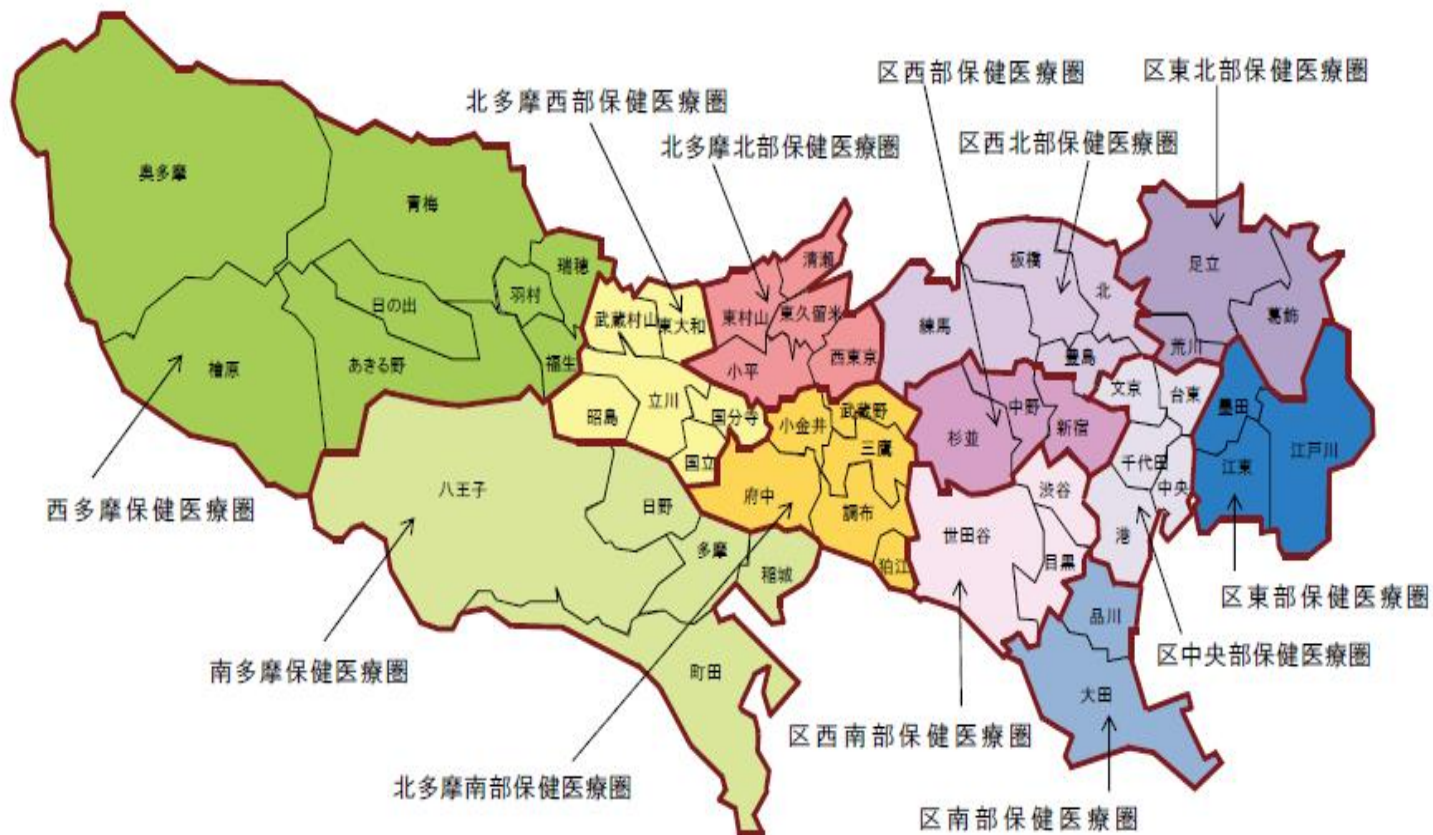 区西部保健医療圏
区東北部保健医療圏
北多摩西部保健医療圏
区西北部保健医療圏
北多摩北部保健医療圏
奥多摩
青梅
瑞穂
羽村
日の出
檜原
あきる野
福生
武蔵村山
東大和
清瀬
東村山
東久留米
小平
西東京
練馬
板橋
北
豊島
足立
葛飾
荒川
昭島
立川
国分寺
国立
小金井
武蔵野
三鷹
府中
調布
狛江
杉並
中野
新宿
文京
台東
千代田
中央
港
墨田
江東
江戸川
渋谷
世田谷
目黒
八王子
日野
多摩
稲城
町田
品川
大田
西多摩保健医療圏
南多摩保健医療圏
北多摩南部保健医療圏
区西南部保健医療圏
区南部保健医療圏
区中央部保健医療圏
区東部保健医療圏